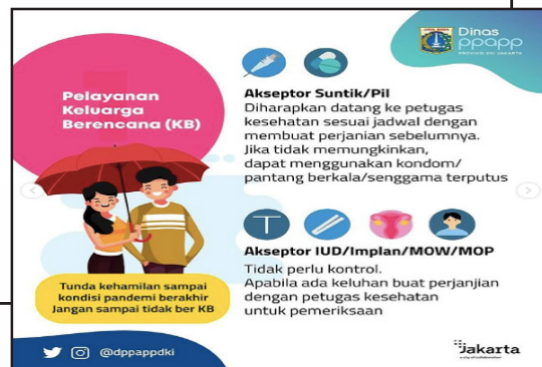 Dinas
ppapp
PROVINSI DKI JAKARTA
Pelayanan
Keluarga
Berencana (KB)
Akseptor Suntik/Pil
Diharapkan datang ke petugas
kesehatan sesuai jadwal dengan
membuat perjanian sebelumnya.
Jika tidak memungkinkan,
dapat menggunakan kondom/
pantang berkala/senggama terputus
Akseptor IUD/Implan/MOW/MOP
Tidak perlu kontrol.
Apabila ada keluhan buat perjanjian
dengan petugas kesehatan
untuk pemeriksaan
Tunda kehamilan sampai
kondisi pandemi berakhir
Jangan sampai tidak ber KB
@dppappdki
Jakarta